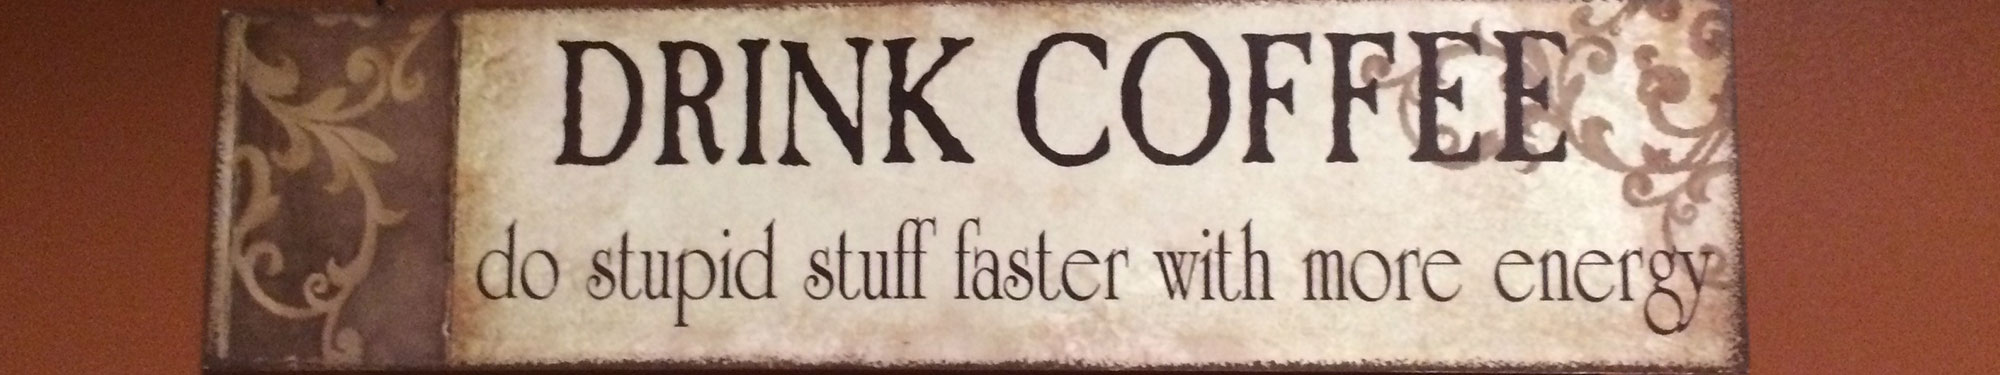 DRINK COFFEE
do stupid stuff faster with more energy